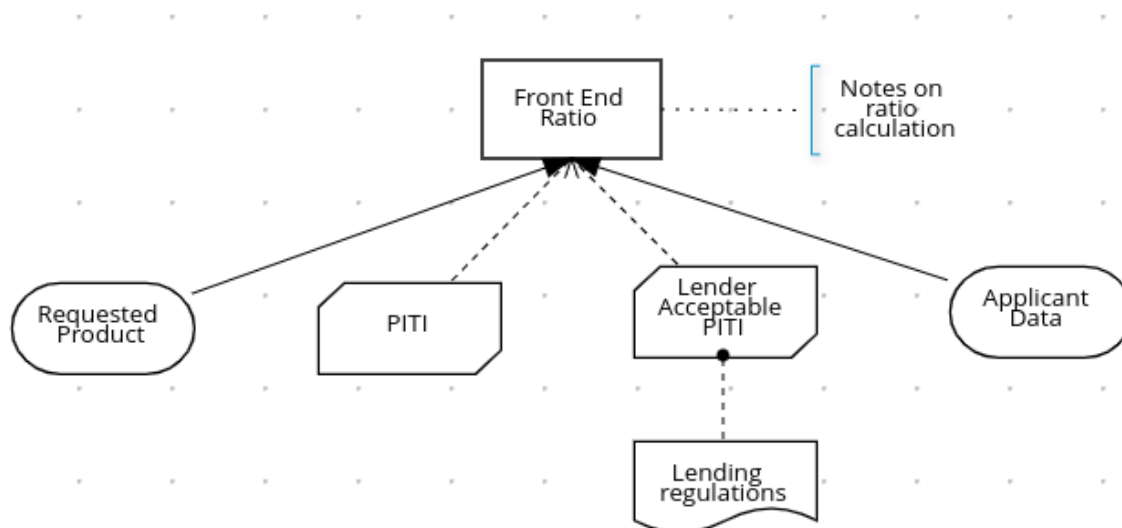 Front End
Ratio
Notes on
ratio
calculation
Requested
Product
PITI
Lender
Acceptable
PITI
Applicant
Data
Lending
regulations